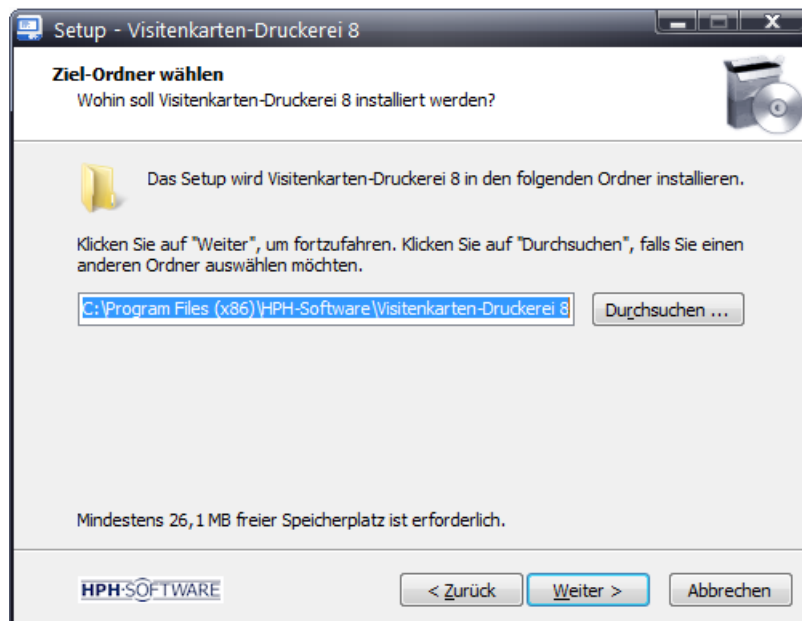 Setup - Visitenkarten-Druckerei 8
Ziel-Ordner wählen
Wohin soll Visitenkarten-Druckerei 8 installiert werden?
Das Setup wird Visitenkarten-Druckerei 8 in den folgenden Ordner installieren.
Klicken Sie auf "Weiter", um fortzufahren. Klicken Sie auf "Durchsuchen", falls Sie einen
anderen Ordner auswählen möchten.
C:\Program Files (x86)\HPH-Software\Visitenkarten-Druckerei 8
Durchsuchen ...
Mindestens 26,1 MB freier Speicherplatz ist erforderlich.
HPH·SOFTWARE
< Zurück
Weiter >
Abbrechen